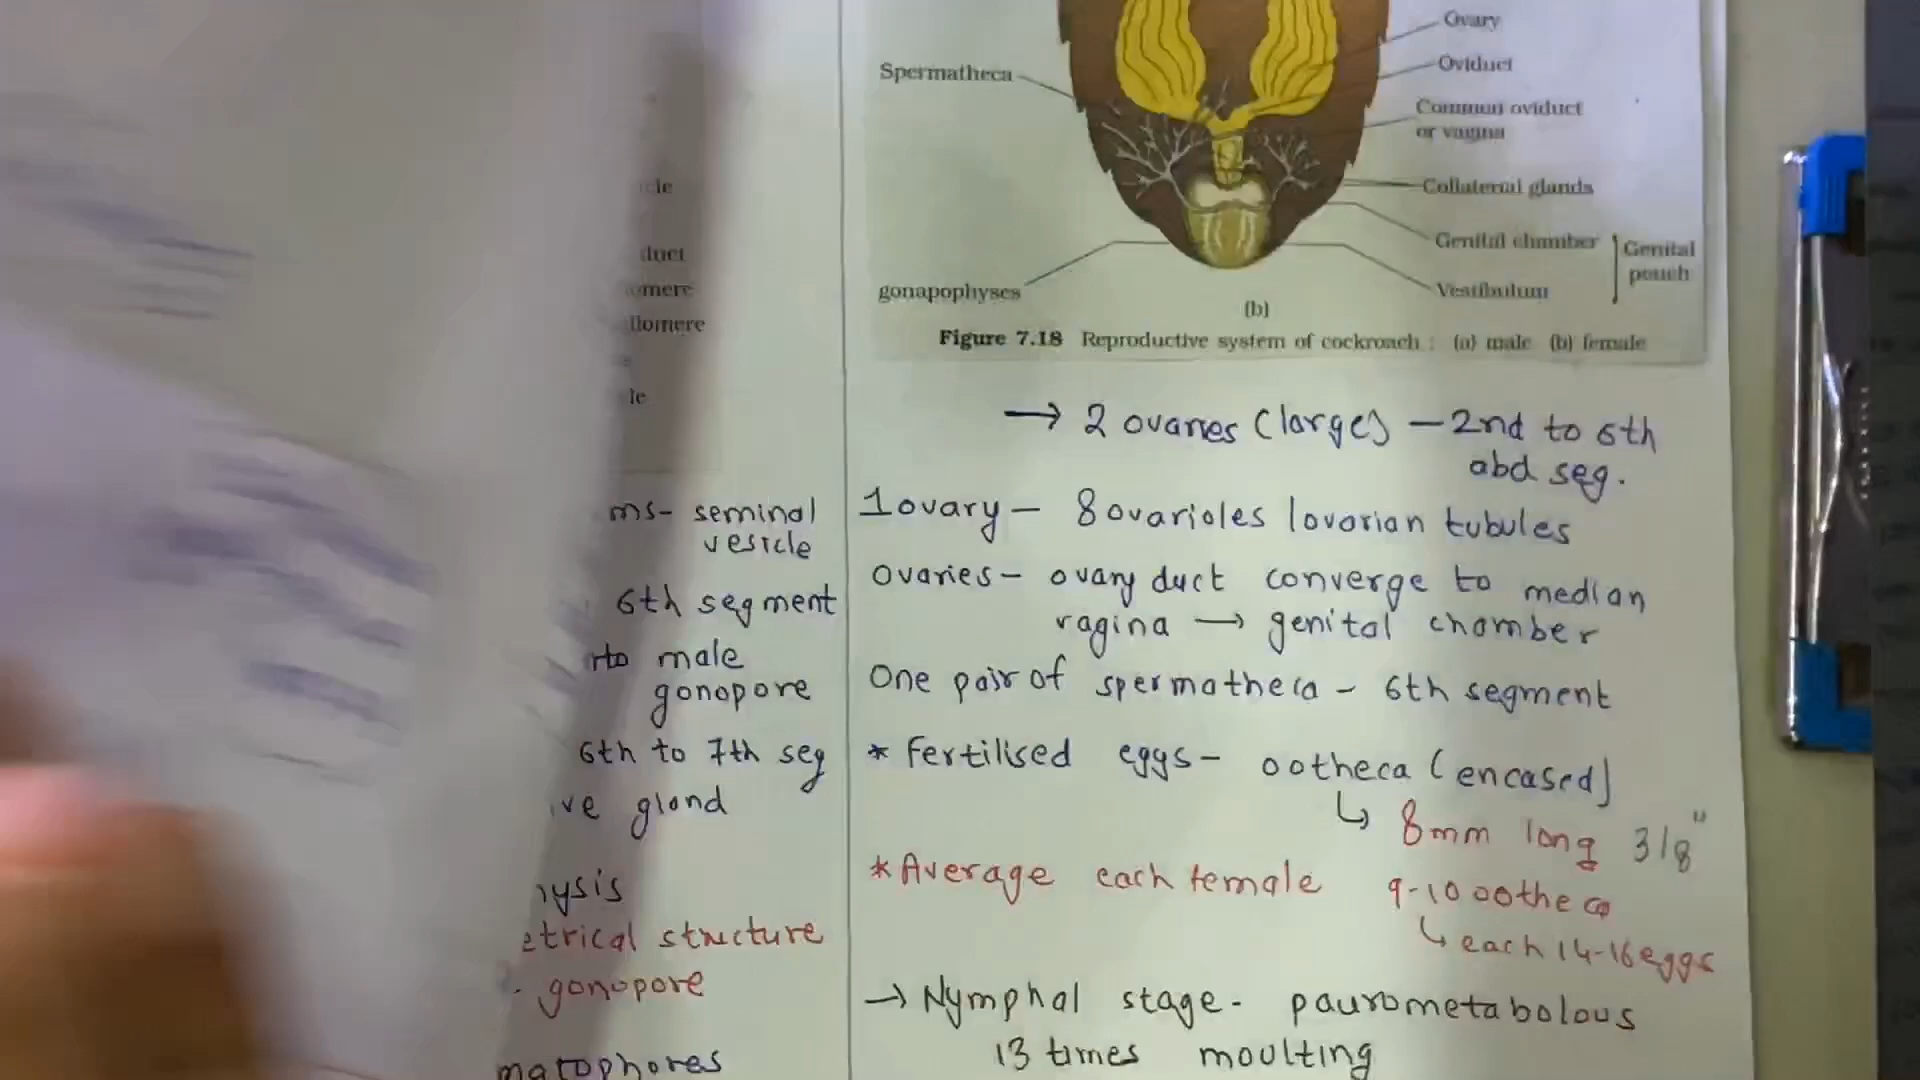 Spermatheca
gonapophyses
Ovary
Oviduct
Common oviduct
or vagina
Collaterial glands
Genital chamber
Vestibulum
Genital
pouch
(b)
Figure 7.18 Reproductive system of cockroach : (a) male (b) female
→ 2 ovaries (large) – 2nd to 6th
abd seg.
1 ovary – 8 ovarioles / ovarian tubules
Ovaries – ovary duct converge to median
vagina → genital chamber
One pair of spermatheca – 6th segment
* Fertilised eggs – ootheca (encased)
↳ 8mm long 3/8"
* Average each female 9-10 ootheca
↳ each 14-16 eggs
→ Nymphal stage - paurometabolous
13 times moulting
duct
omere
llomere
le
ms- seminal
vesicle
6th segment
male
gonopore
6th to 7th seg
ve gland
ysis
etrical structure
gonopore
matophores